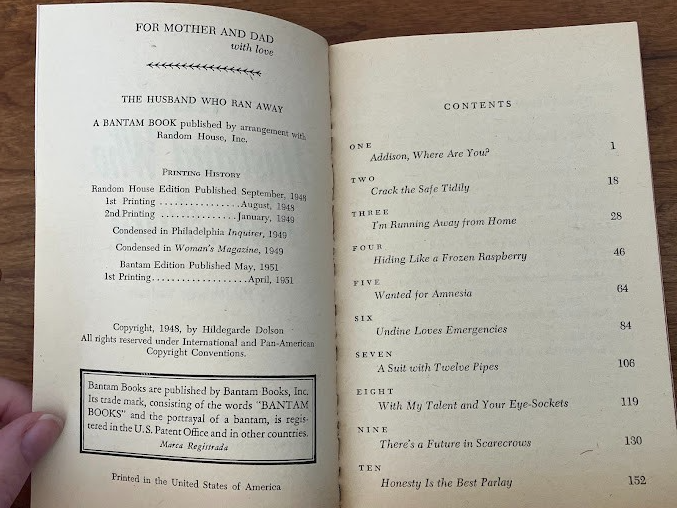 FOR MOTHER AND DAD
with love
THE HUSBAND WHO RAN AWAY
A BANTAM BOOK published by arrangement with
Random House, Inc.
PRINTING HISTORY
Random House Edition Published September, 1948
1st Printing ................August, 1948
2nd Printing ..............January, 1949
Condensed in Philadelphia Inquirer, 1949
Condensed in Woman's Magazine, 1949
Bantam Edition Published May, 1951
1st Printing...................April, 1951
Copyright, 1948, by Hildegarde Dolson
All rights reserved under International and Pan-American
Copyright Conventions.
Bantam Books are published by Bantam Books, Inc.
Its trade mark, consisting of the words "BANTAM
BOOKS" and the portrayal of a bantam, is regis-
tered in the U.S. Patent Office and in other countries.
Marca Registrada
Printed in the United States of America
CONTENTS
ONE
Addison, Where Are You? 1
TWO
Crack the Safe Tidily 18
THREE
I'm Running Away from Home 28
FOUR
Hiding Like a Frozen Raspberry 46
FIVE
Wanted for Amnesia 64
SIX
Undine Loves Emergencies 84
SEVEN
A Suit with Twelve Pipes 106
EIGHT
With My Talent and Your Eye-Sockets 119
NINE
There's a Future in Scarecrows 130
TEN
Honesty Is the Best Parlay 152